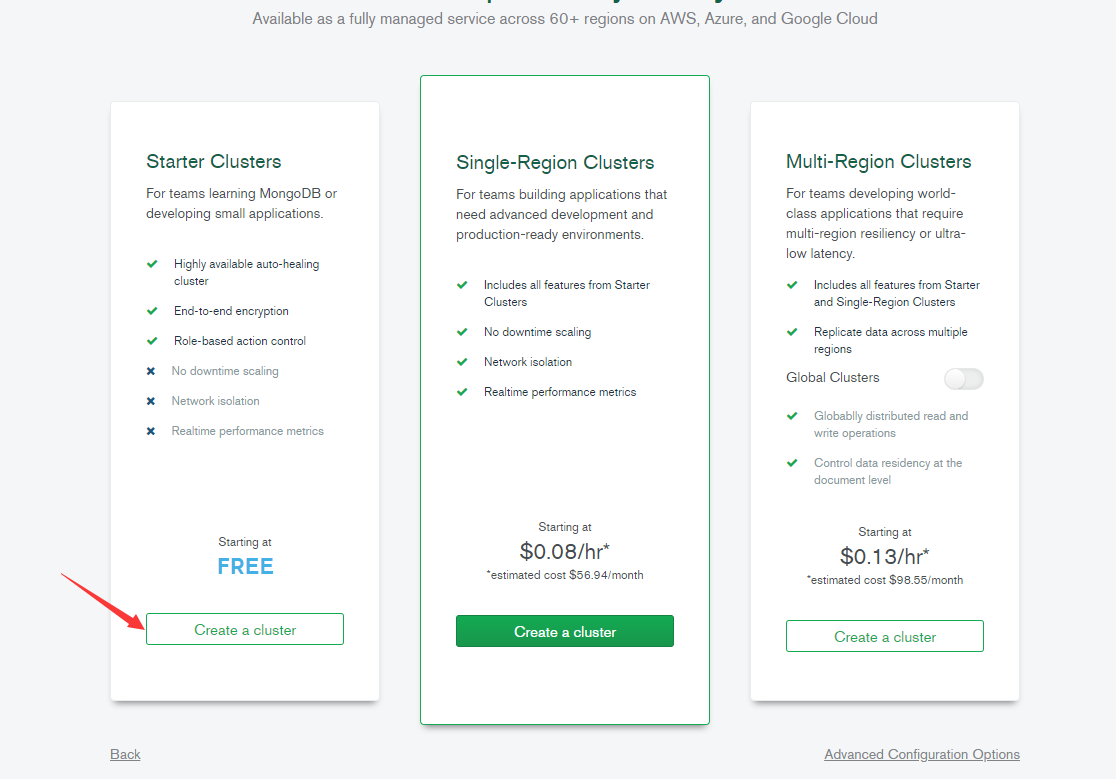 Available as a fully managed service across 60+ regions on AWS, Azure, and Google Cloud
Starter Clusters
For teams learning MongoDB or
developing small applications.
Highly available auto-healing
cluster
End-to-end encryption
Role-based action control
No downtime scaling
Network isolation
Realtime performance metrics
Starting at
FREE
Create a cluster
Single-Region Clusters
For teams building applications that
need advanced development and
production-ready environments.
Includes all features from Starter
Clusters
No downtime scaling
Network isolation
Realtime performance metrics
Starting at
$0.08/hr*
*estimated cost $56.94/month
Create a cluster
Multi-Region Clusters
For teams developing world-
class applications that require
multi-region resiliency or ultra-
low latency.
Includes all features from Starter
and Single-Region Clusters
Replicate data across multiple
regions
Global Clusters
Globablly distributed read and
write operations
Control data residency at the
document level
Starting at
$0.13/hr*
*estimated cost $98.55/month
Create a cluster
Back
Advanced Configuration Options